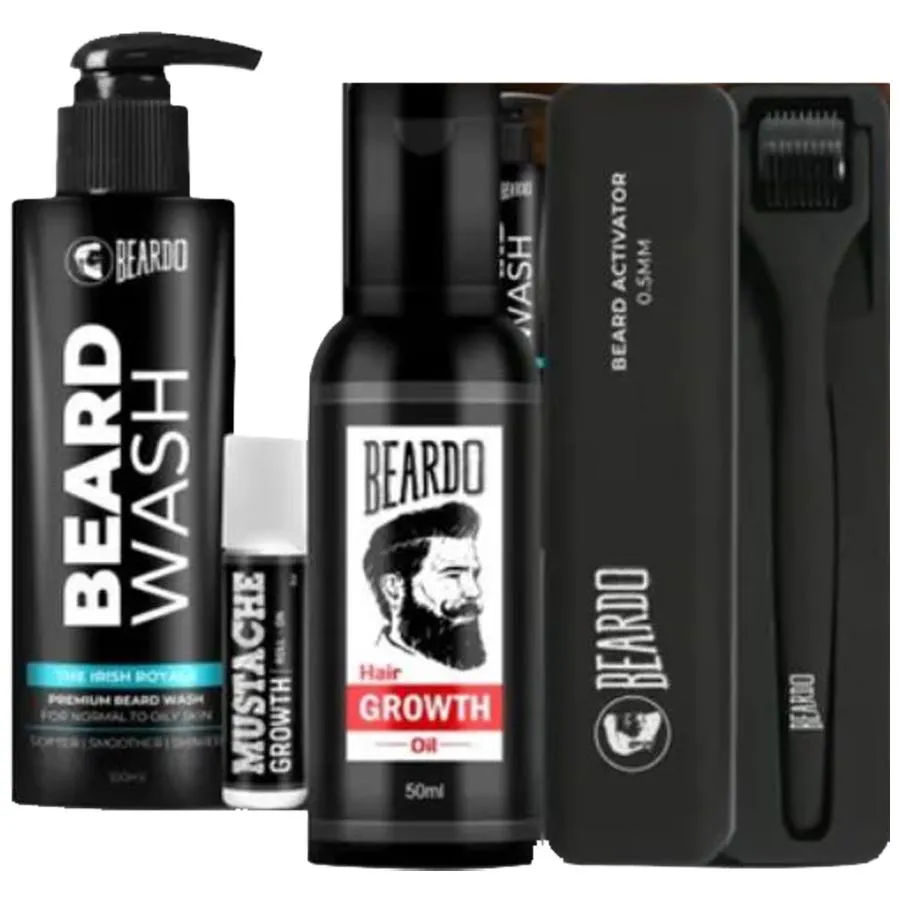 BEARDO
BEARD
WASH
THE IRISH ROYALE
PREMIUM BEARD WASH
FOR NORMAL TO OILY SKIN
SOFTER | SMOOTHER | SHINIER
MUSTACHE
GROWTH
ROLL-ON
BEARDO
Hair
GROWTH
Oil
50ml
BEARDO
WASH
BEARD ACTIVATOR
0.5MM
BEARDO
BEARDO